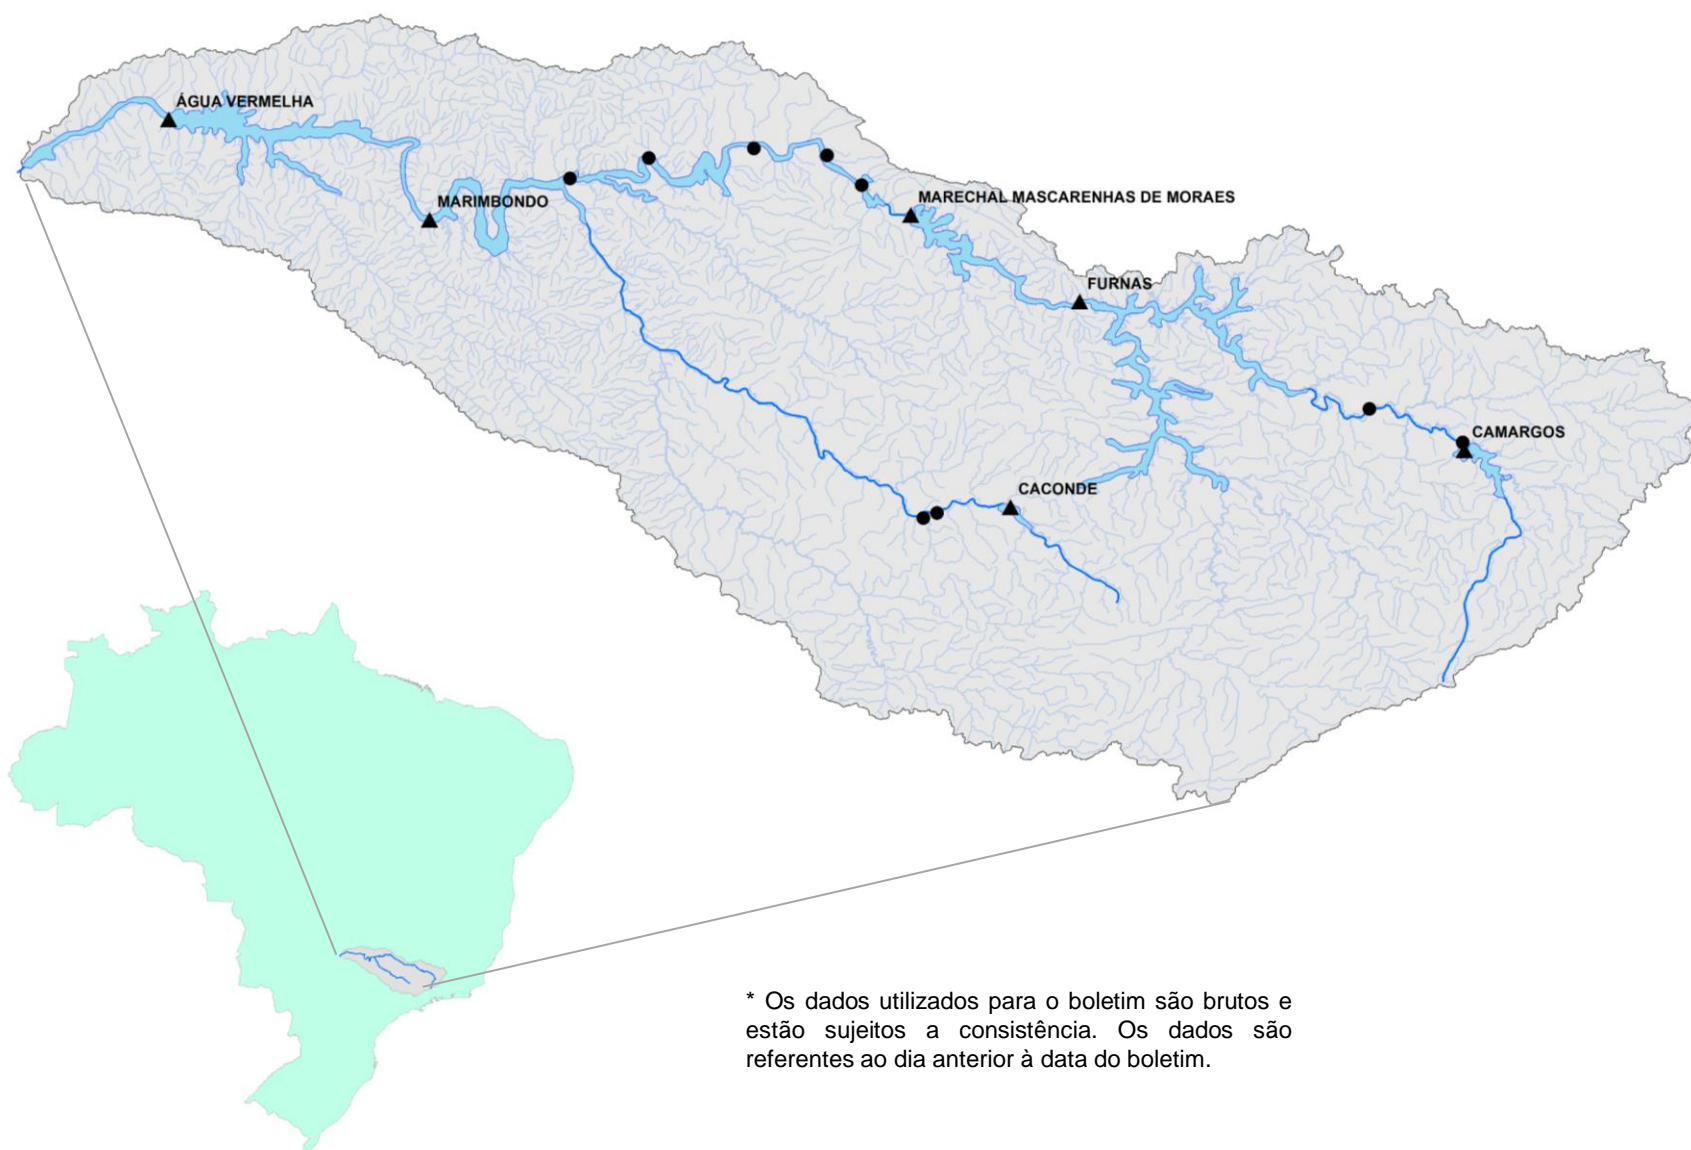 ÁGUA VERMELHA
MARIMBONDO
MARECHAL MASCARENHAS DE MORAES
FURNAS
CAMARGOS
CACONDE
* Os dados utilizados para o boletim são brutos e
estão sujeitos a consistência. Os dados são
referentes ao dia anterior à data do boletim.